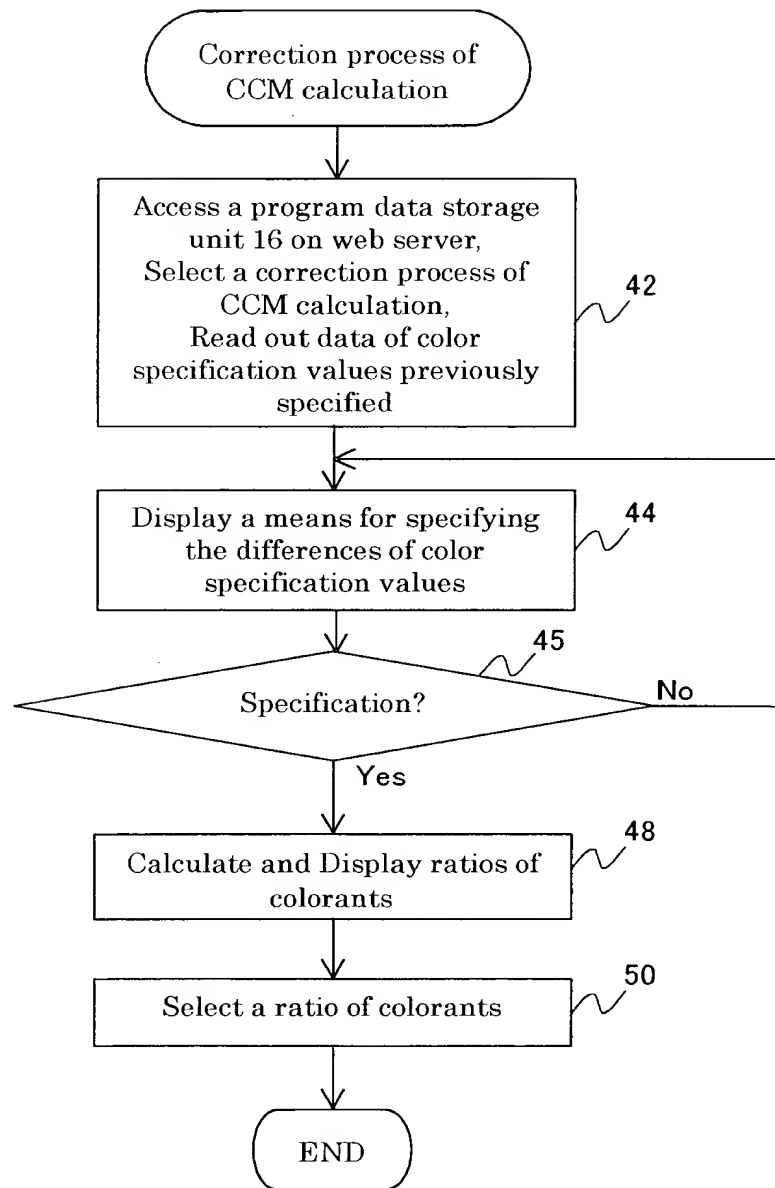 Correction process of
CCM calculation
Access a program data storage
unit 16 on web server,
Select a correction process of
CCM calculation,
Read out data of color
specification values previously
specified
42
Display a means for specifying
the differences of color
specification values
44
45
Specification?
No
Yes
Calculate and Display ratios of
colorants
48
Select a ratio of colorants
50
END